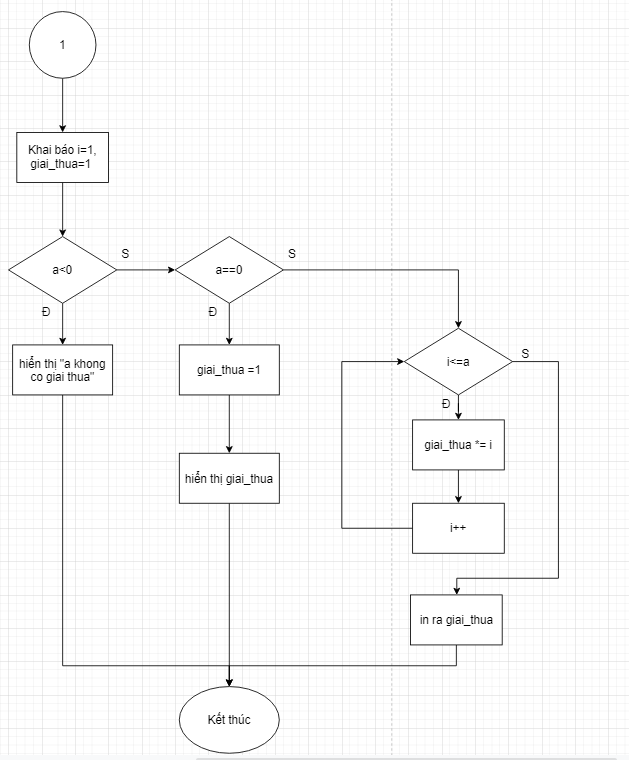 1
Khai báo i=1,
giai_thua=1
a<0
S
Đ
a==0
S
Đ
hiển thị "a khong
co giai thua"
giai_thua =1
hiển thị giai_thua
i<=a
S
Đ
giai_thua *= i
i++
in ra giai_thua
Kết thúc